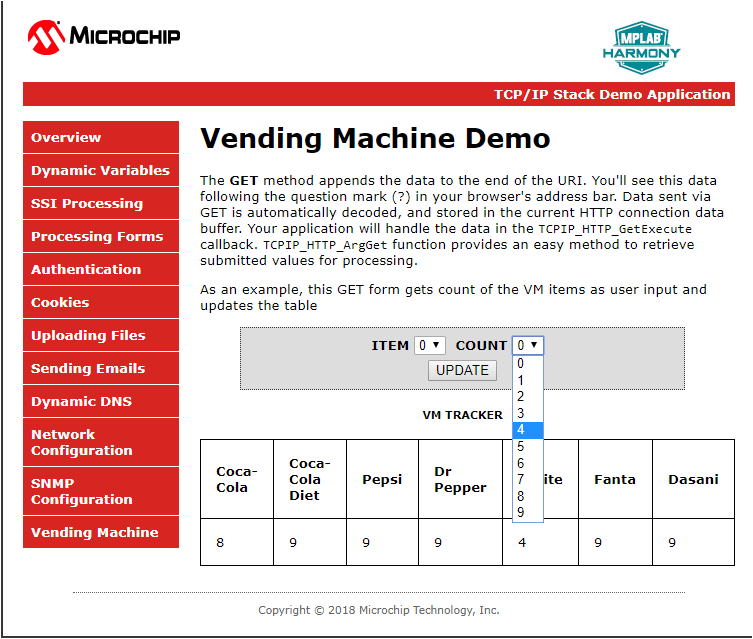 MICROCHIP
MPLAB®
HARMONY
TCP/IP Stack Demo Application
Overview
Dynamic Variables
SSI Processing
Processing Forms
Authentication
Cookies
Uploading Files
Sending Emails
Dynamic DNS
Network
Configuration
SNMP
Configuration
Vending Machine
Vending Machine Demo
The GET method appends the data to the end of the URI. You'll see this data
following the question mark (?) in your browser's address bar. Data sent via
GET is automatically decoded, and stored in the current HTTP connection data
buffer. Your application will handle the data in the TCPIP_HTTP_GetExecute
callback. TCPIP_HTTP_ArgGet function provides an easy method to retrieve
submitted values for processing.
As an example, this GET form gets count of the VM items as user input and
updates the table
ITEM 0 COUNT 0
UPDATE
0
1
2
3
4
5
6
7
8
9
VM TRACKER
Coca-
Cola
Coca-
Cola
Diet
Pepsi
Dr
Pepper
ite
Fanta
Dasani
8 9 9 9 4 9 9
Copyright © 2018 Microchip Technology, Inc.